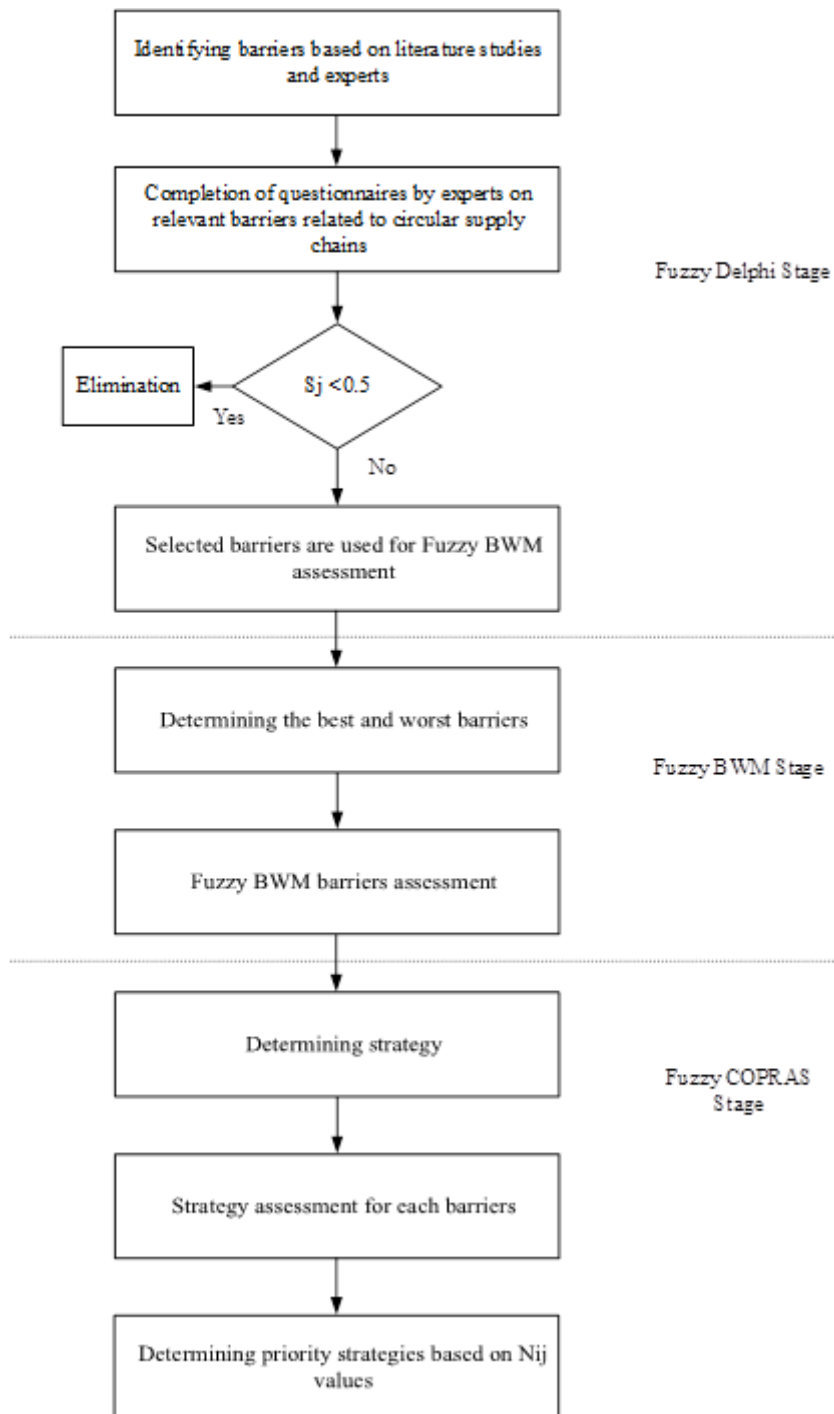 Identifying barriers based on literature studies
and experts
Completion of questionnaires by experts on
relevant barriers related to circular supply
chains
Fuzzy Delphi Stage
Elimination
Sj <0.5
Yes
No
Selected barriers are used for Fuzzy BWM
assessment
Determining the best and worst barriers
Fuzzy BWM Stage
Fuzzy BWM barriers assessment
Determining strategy
Fuzzy COPRAS
Stage
Strategy assessment for each barriers
Determining priority strategies based on Nij
values